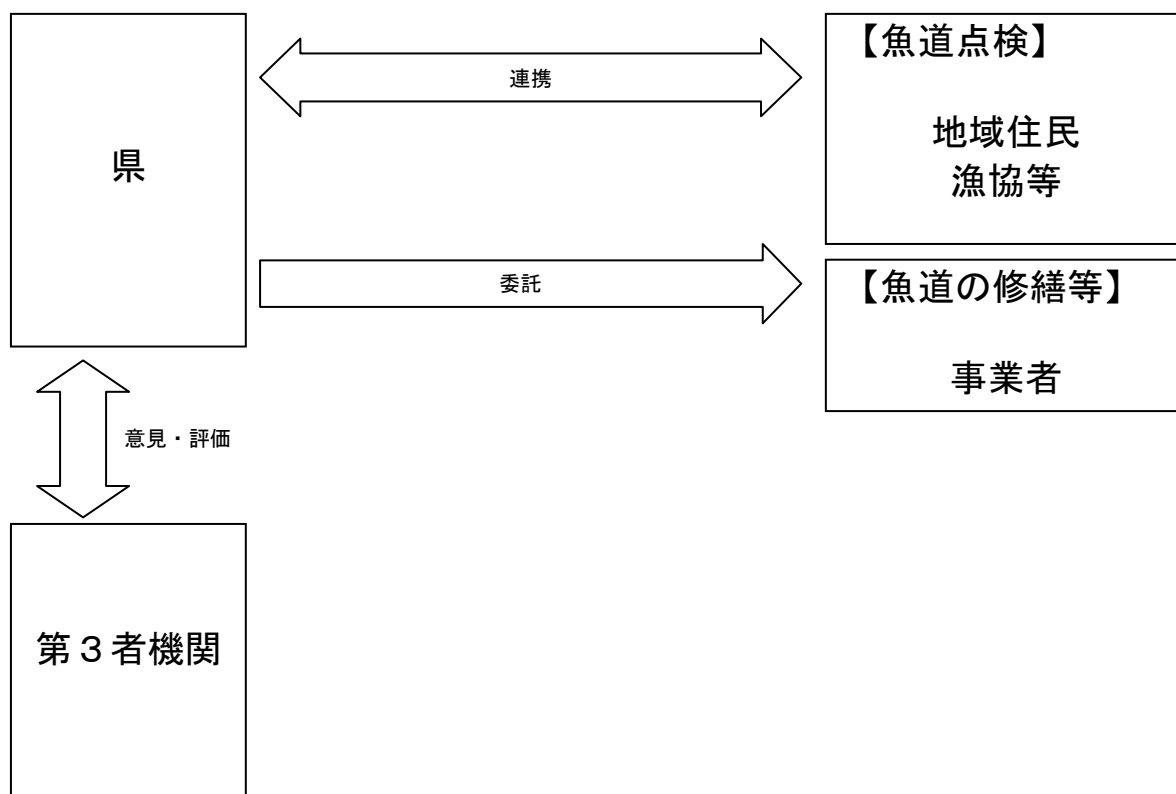 県
連携
【魚道点検】
地域住民
漁協等
委託
【魚道の修繕等】
事業者
意見・評価
第３者機関